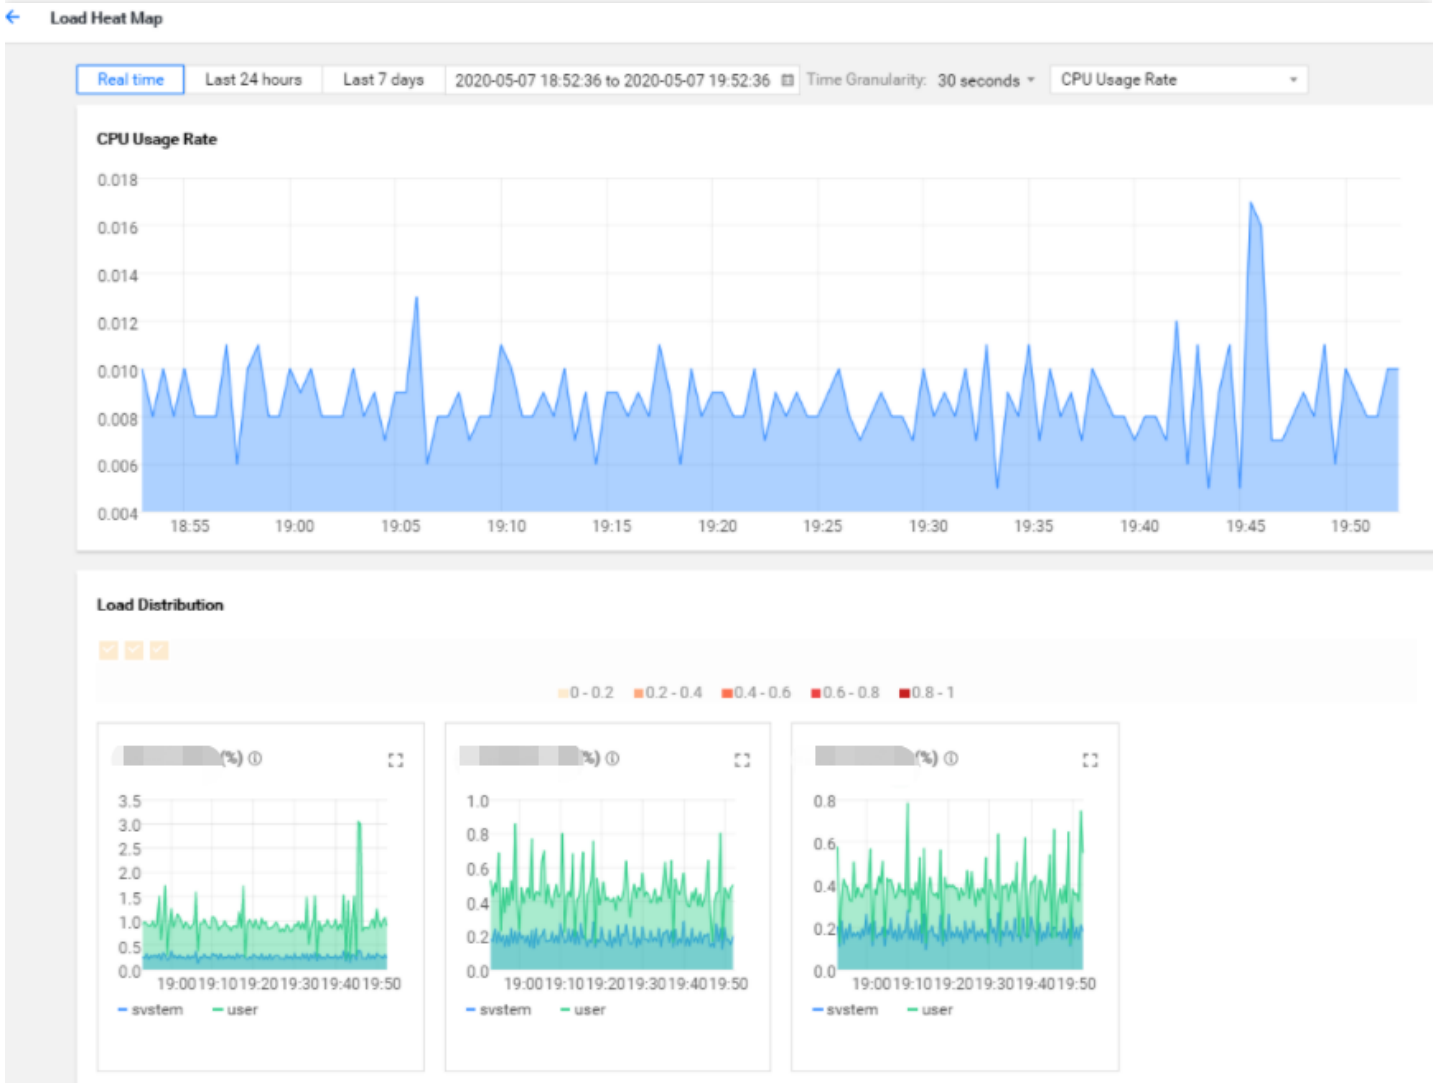 Load Heat Map
Real time Last 24 hours Last 7 days 2020-05-07 18:52:36 to 2020-05-07 19:52:36 Time Granularity: 30 seconds CPU Usage Rate
CPU Usage Rate
0.018
0.016
0.014
0.012
0.010
0.008
0.006
0.004
18:55 19:00 19:05 19:10 19:15 19:20 19:25 19:30 19:35 19:40 19:45 19:50
Load Distribution
0 - 0.2 0.2 - 0.4 0.4 - 0.6 0.6 - 0.8 0.8 - 1
(%)
3.5
3.0
2.5
2.0
1.5
1.0
0.5
0.0
19:00 19:10 19:20 19:30 19:40 19:50
system user
%)
1.0
0.8
0.6
0.4
0.2
0.0
19:00 19:10 19:20 19:30 19:40 19:50
system user
(%)
0.8
0.6
0.4
0.2
0.0
19:00 19:10 19:20 19:30 19:40 19:50
system user